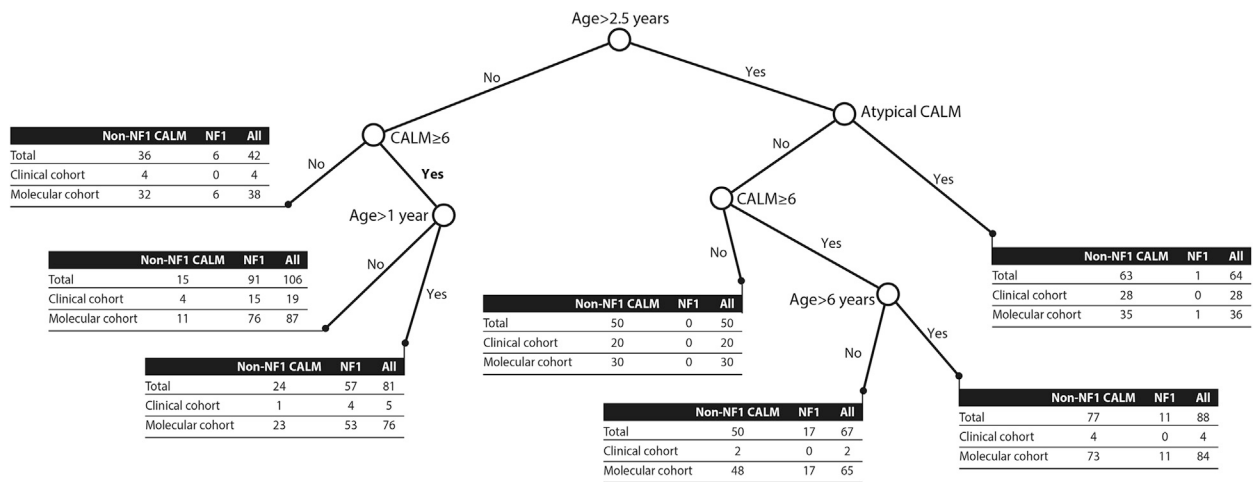 Age>2.5 years
No
Yes
Atypical CALM
CALM≥6
No
Yes
Non-NF1 CALM NF1 All
Total 36 6 42
Clinical cohort 4 0 4
Molecular cohort 32 6 38
Age>1 year
No
Yes
Non-NF1 CALM NF1 All
Total 15 91 106
Clinical cohort 4 15 19
Molecular cohort 11 76 87
Non-NF1 CALM NF1 All
Total 24 57 81
Clinical cohort 1 4 5
Molecular cohort 23 53 76
No
Yes
CALM≥6
No
Yes
Non-NF1 CALM NF1 All
Total 50 0 50
Clinical cohort 20 0 20
Molecular cohort 30 0 30
Age>6 years
No
Yes
Non-NF1 CALM NF1 All
Total 50 17 67
Clinical cohort 2 0 2
Molecular cohort 48 17 65
Non-NF1 CALM NF1 All
Total 77 11 88
Clinical cohort 4 0 4
Molecular cohort 73 11 84
Non-NF1 CALM NF1 All
Total 63 1 64
Clinical cohort 28 0 28
Molecular cohort 35 1 36